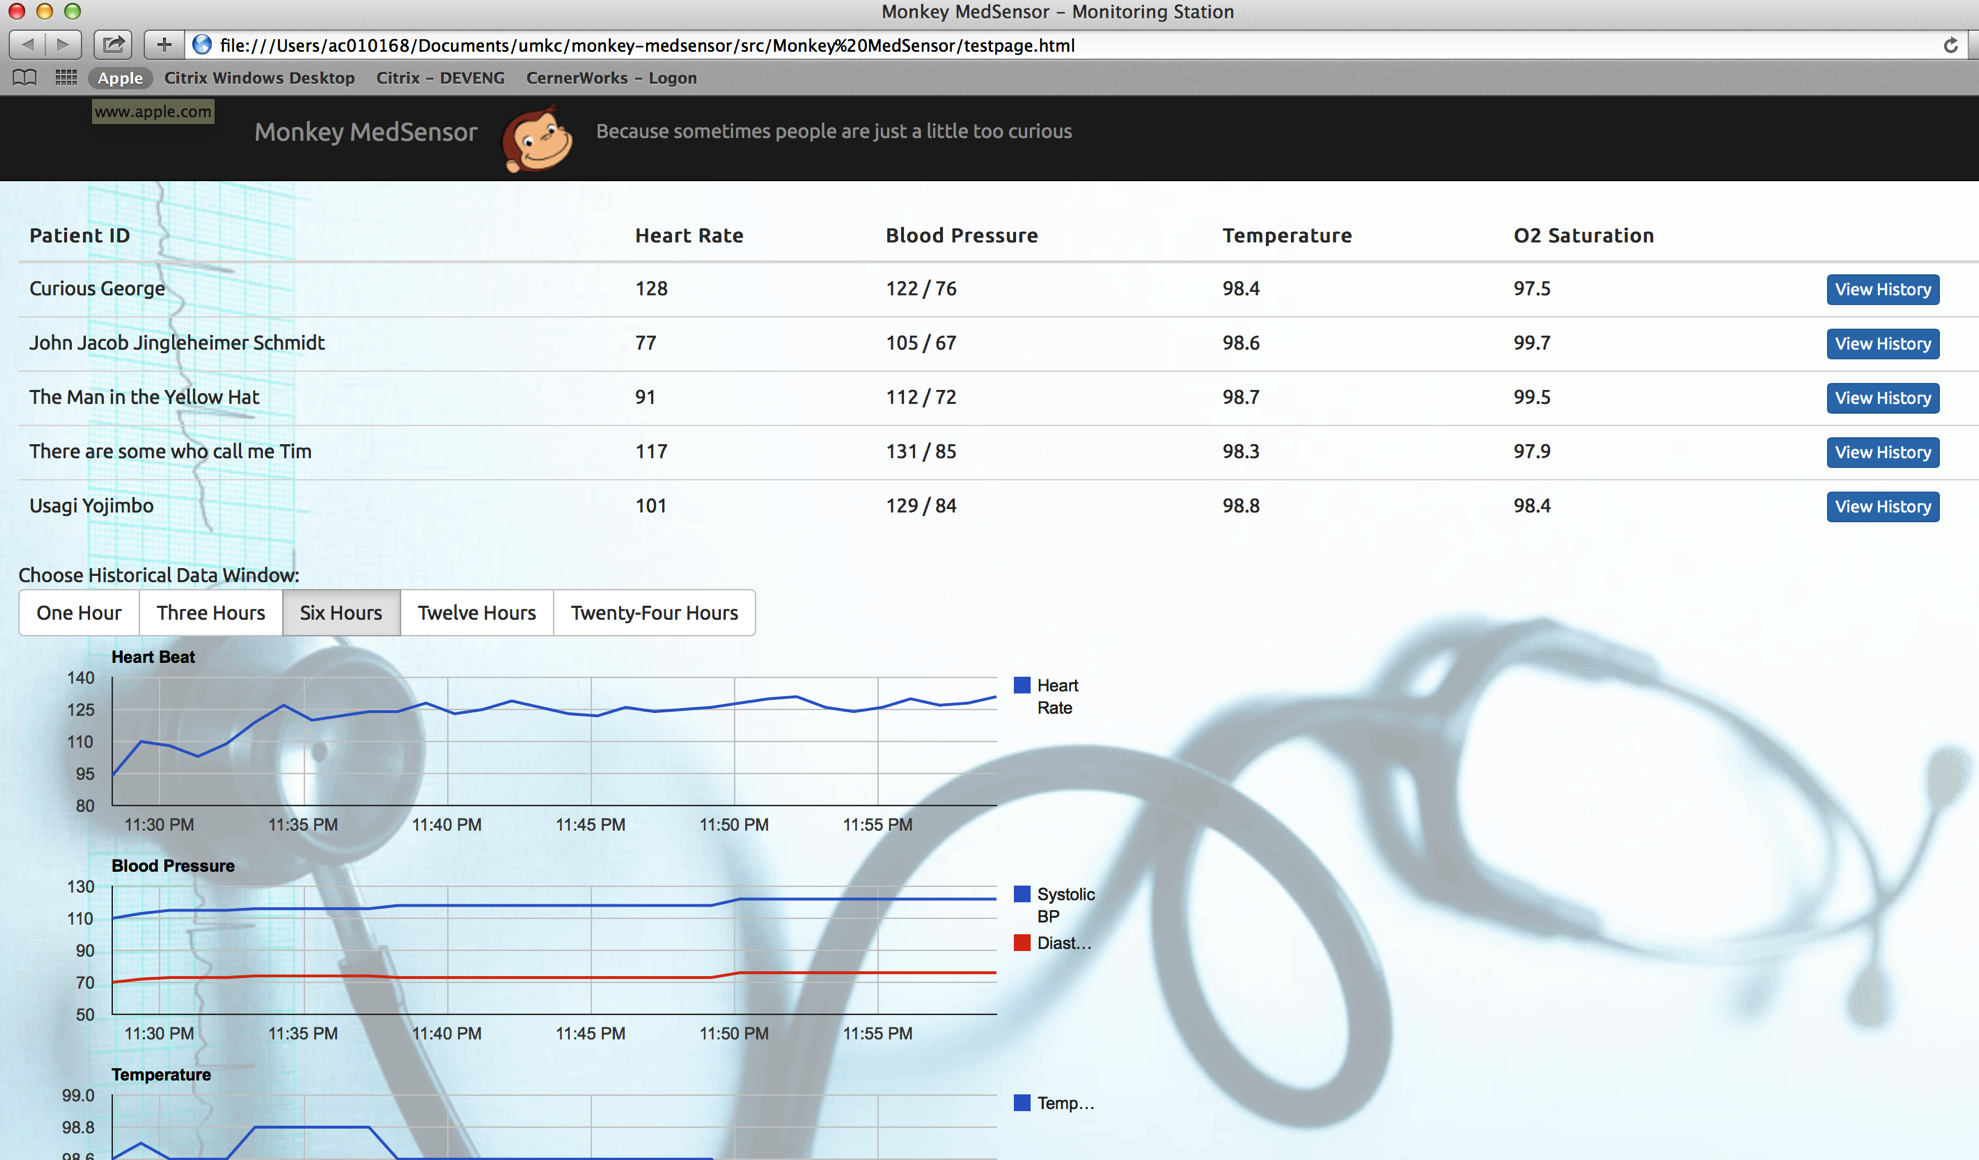 Monkey MedSensor – Monitoring Station
file:///Users/ac010168/Documents/umkc/monkey-medsensor/src/Monkey%20MedSensor/testpage.html
Apple Citrix Windows Desktop Citrix – DEVENG CernerWorks – Logon
www.apple.com
Monkey MedSensor Because sometimes people are just a little too curious
Patient ID Heart Rate Blood Pressure Temperature O2 Saturation
Curious George 128 122 / 76 98.4 97.5 View History
John Jacob Jingleheimer Schmidt 77 105 / 67 98.6 99.7 View History
The Man in the Yellow Hat 91 112 / 72 98.7 99.5 View History
There are some who call me Tim 117 131 / 85 98.3 97.9 View History
Usagi Yojimbo 101 129 / 84 98.8 98.4 View History
Choose Historical Data Window:
One Hour Three Hours Six Hours Twelve Hours Twenty-Four Hours
Heart Beat
140
125
110
95
80
11:30 PM 11:35 PM 11:40 PM 11:45 PM 11:50 PM 11:55 PM
Heart
Rate
Blood Pressure
130
110
90
70
50
11:30 PM 11:35 PM 11:40 PM 11:45 PM 11:50 PM 11:55 PM
Systolic
BP
Diast...
Temperature
99.0
98.8
98.6
Temp...